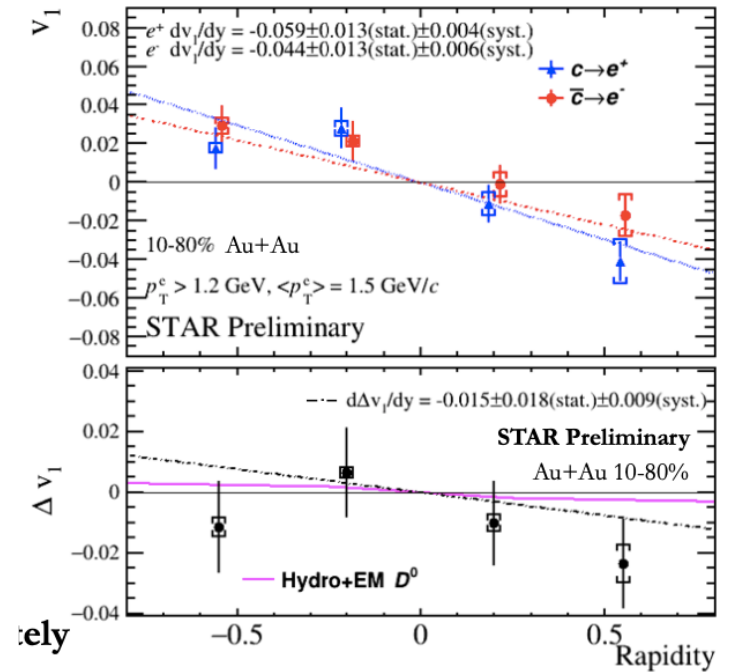 v₁
0.08
e⁺ dv₁/dy = -0.059±0.013(stat.)±0.004(syst.)
e⁻ dv₁/dy = -0.044±0.013(stat.)±0.006(syst.)
0.06
c→e⁺
c̅→e⁻
0.04
0.02
0
−0.02
10-80% Au+Au
−0.04
pᵉT > 1.2 GeV, <pᵉT> = 1.5 GeV/c
−0.06
STAR Preliminary
−0.08
0.04
dΔv₁/dy = -0.015±0.018(stat.)±0.009(syst.)
0.02
STAR Preliminary
Au+Au 10-80%
Δ v₁
0
−0.02
Hydro+EM D⁰
−0.04
tely
−0.5
0
0.5
Rapidity